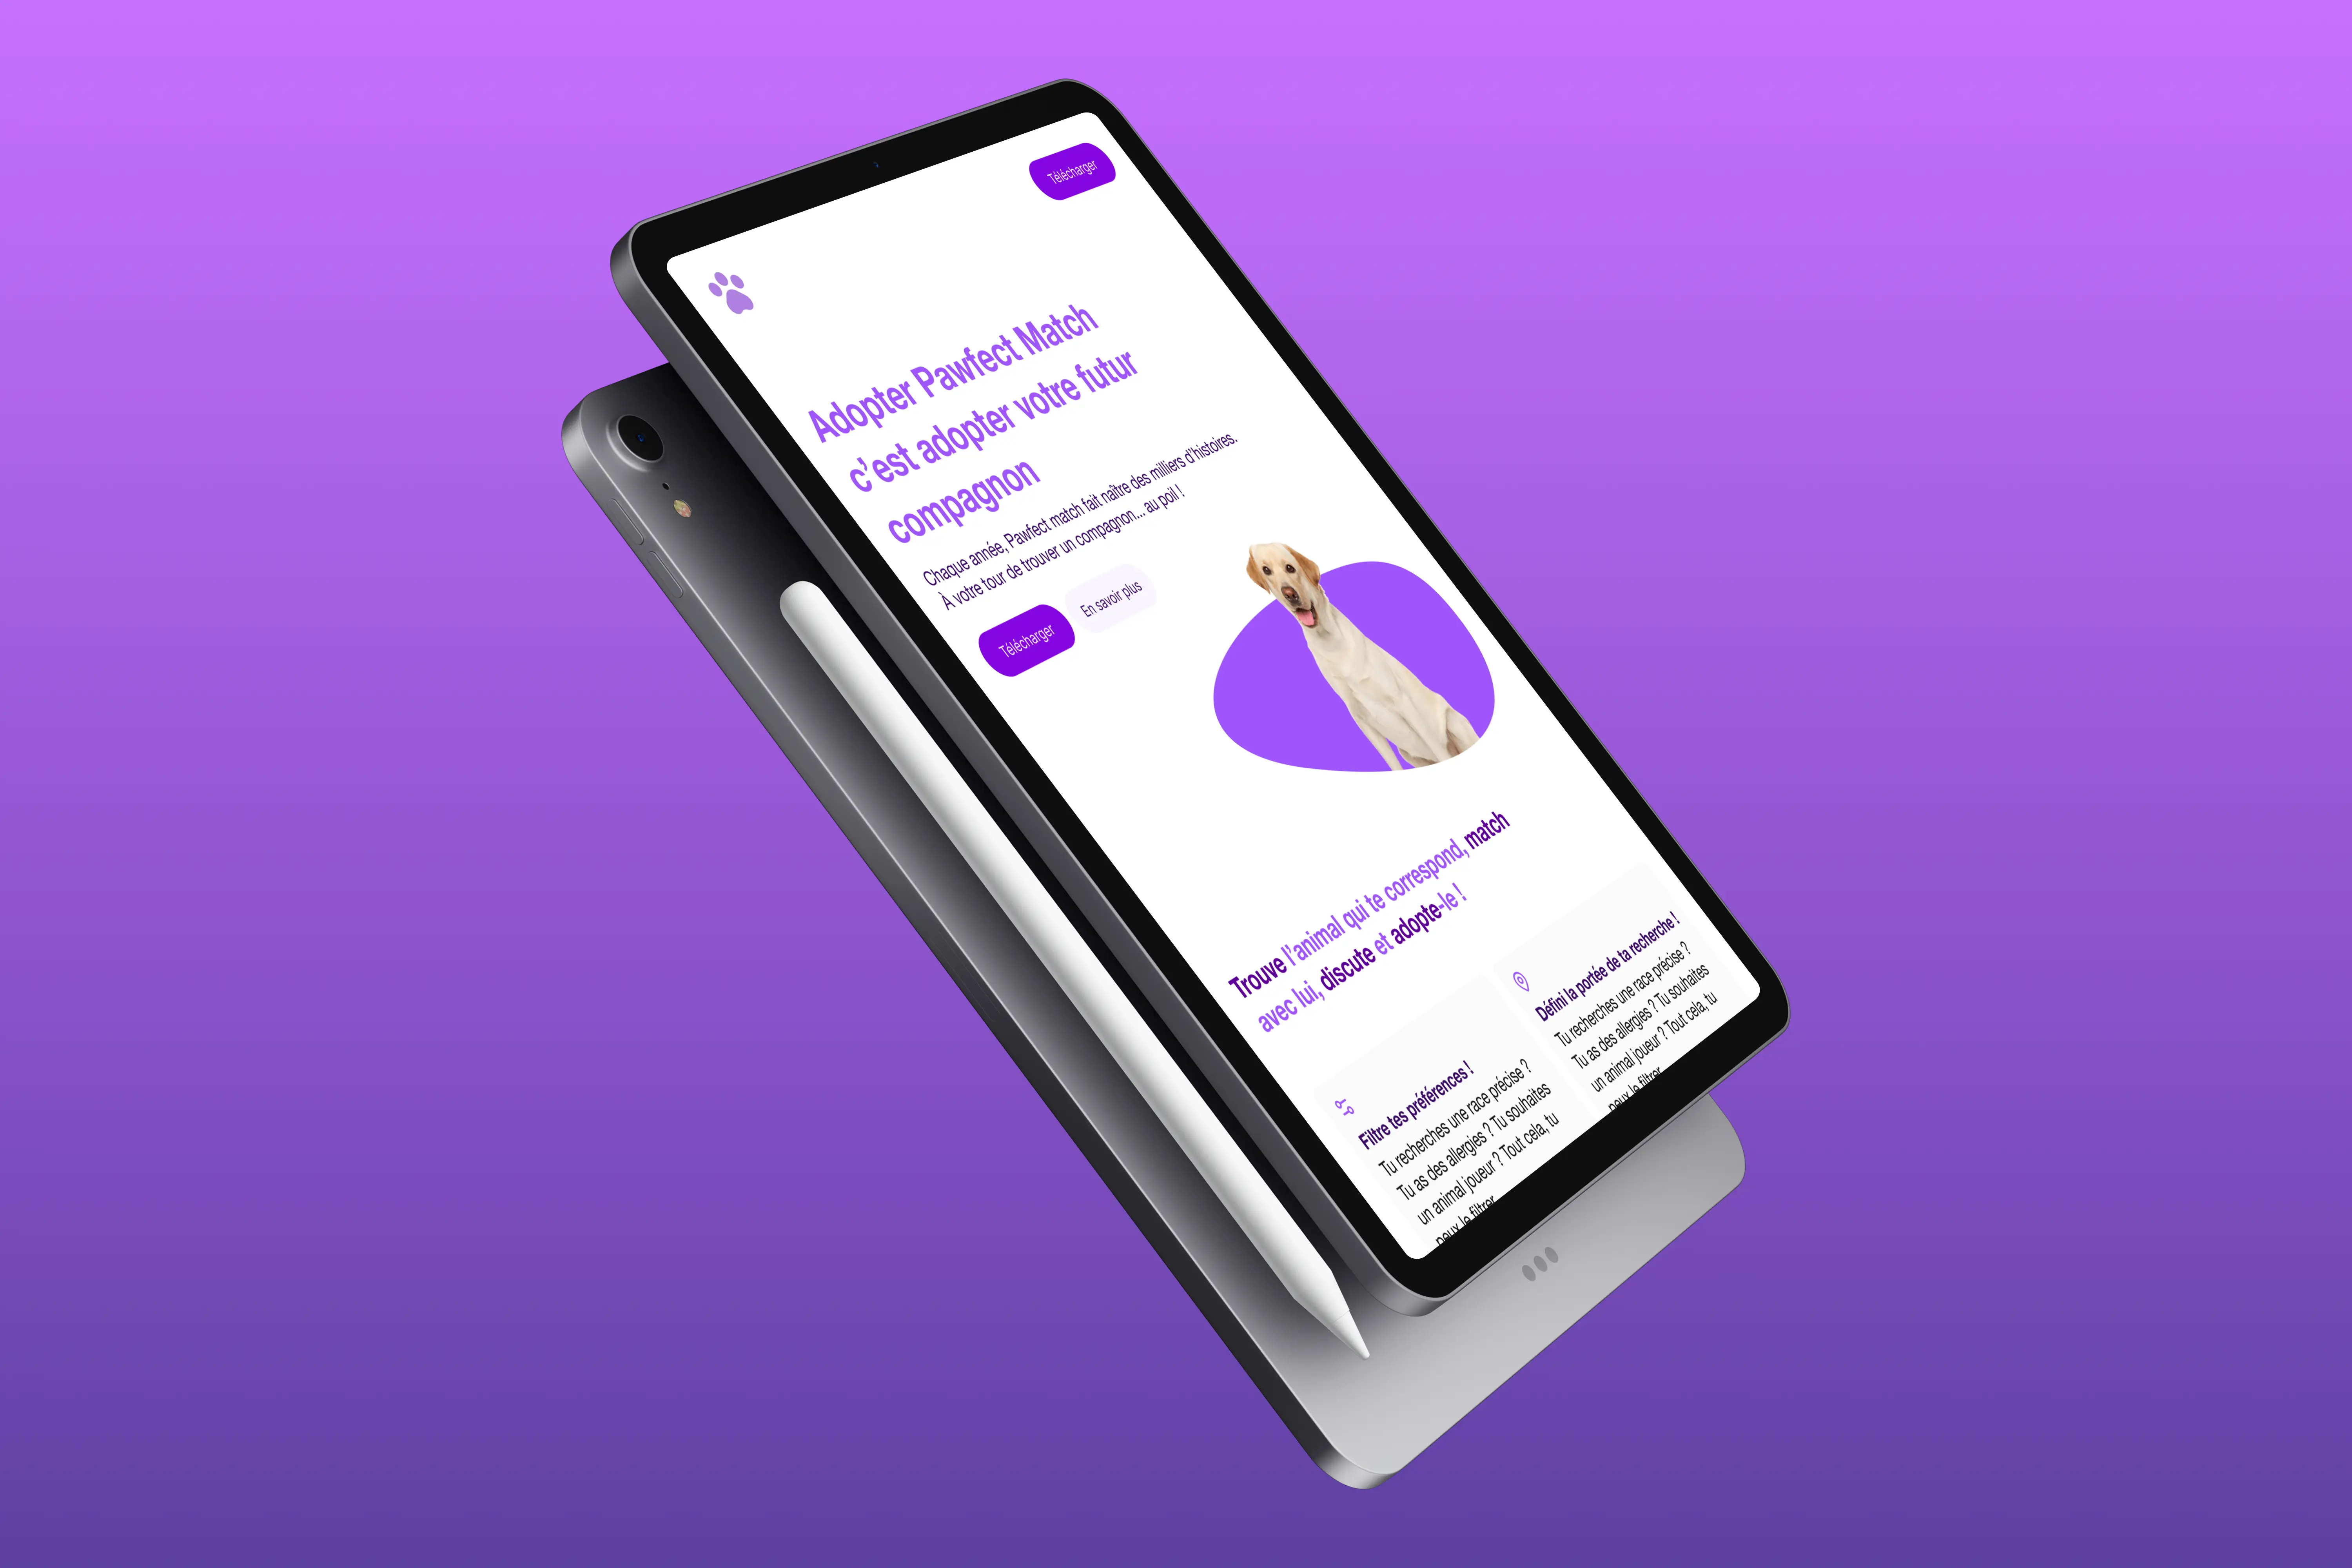 Télécharger
Adopter Pawfect Match
c'est adopter votre futur
compagnon
Chaque année, Pawfect match fait naître des milliers d'histoires.
À votre tour de trouver un compagnon... au poil !
Télécharger
En savoir plus
Trouve l'animal qui te correspond, match
avec lui, discute et adopte-le !
Filtre tes préférences !
Tu recherches une race précise ?
Tu as des allergies ? Tu souhaites
un animal joueur ? Tout cela, tu
peux le filtrer
Défini la portée de ta recherche !
Tu recherches une race précise ?
Tu as des allergies ? Tu souhaites
un animal joueur ? Tout cela, tu
peux le filtrer